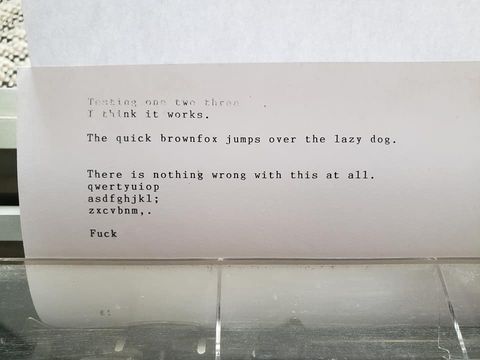 Testing one two three
I think it works.
The quick brownfox jumps over the lazy dog.
There is nothing wrong with this at all.
qwertyuiop
asdfghjkl;
zxcvbnm,.
Fuck